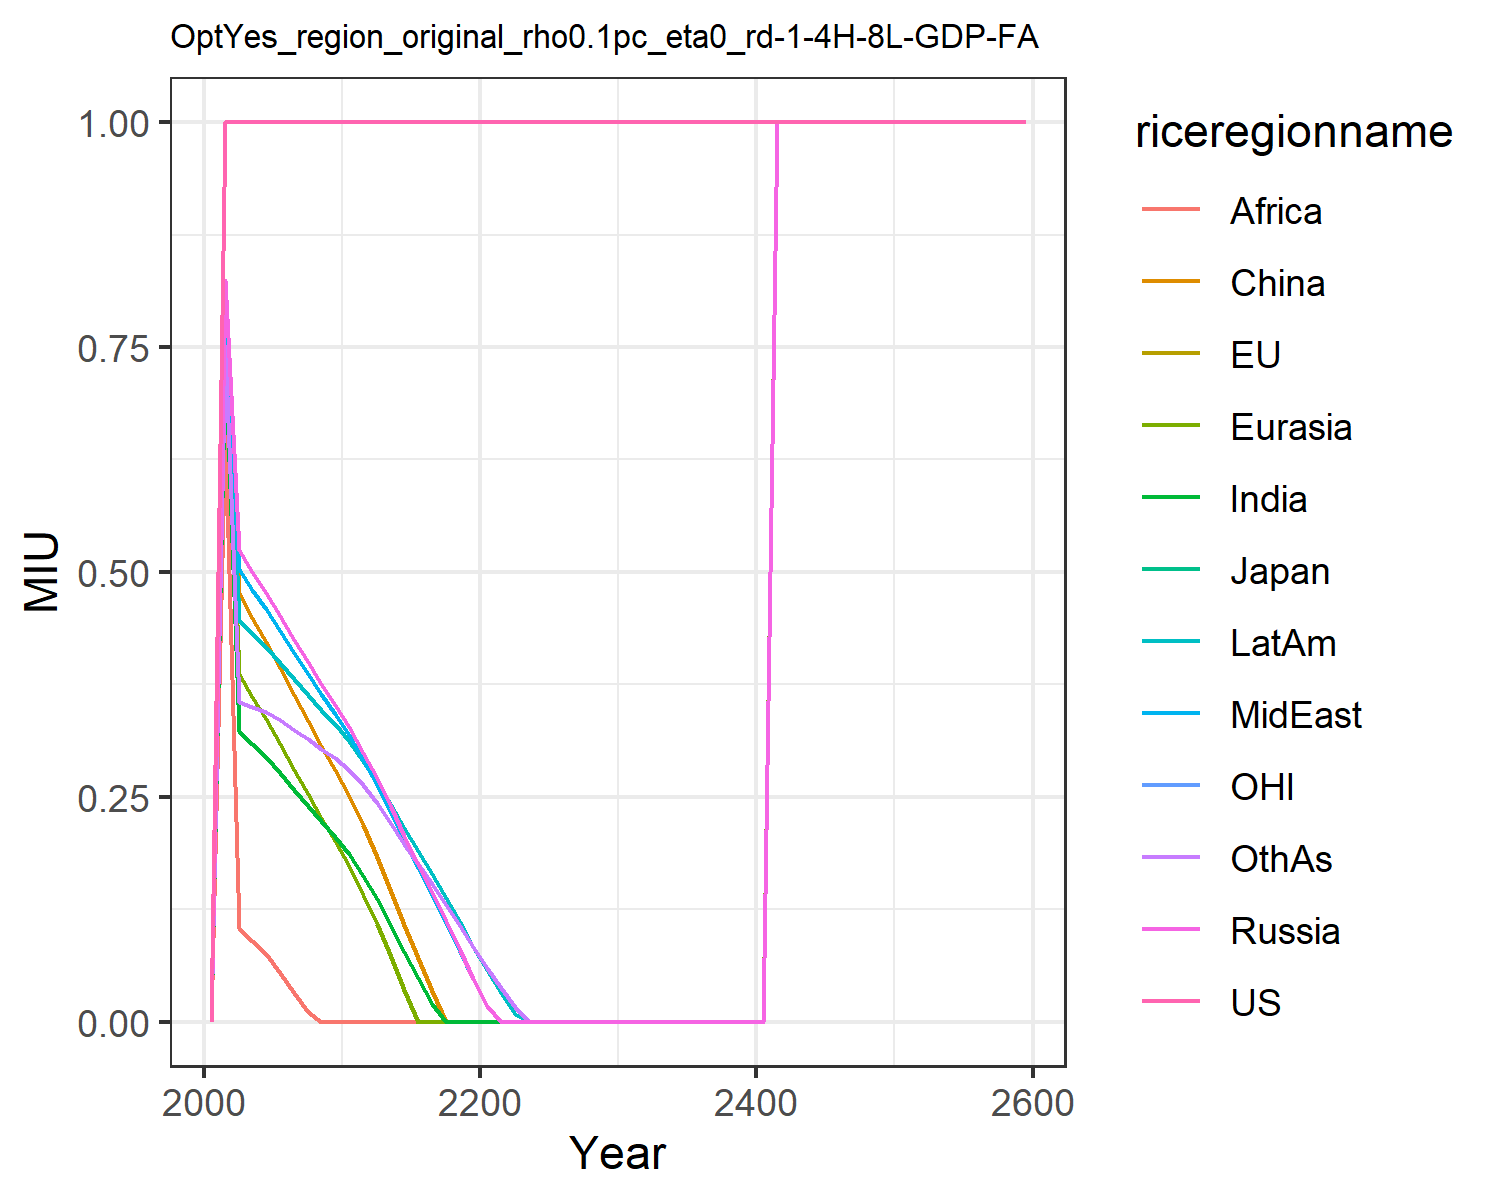 OptYes_region_original_rho0.1pc_eta0_rd-1-4H-8L-GDP-FA
1.00
0.75
0.50
0.25
0.00
MIU
2000
2200
2400
2600
Year
riceregionname
Africa
China
EU
Eurasia
India
Japan
LatAm
MidEast
OHI
OthAs
Russia
US